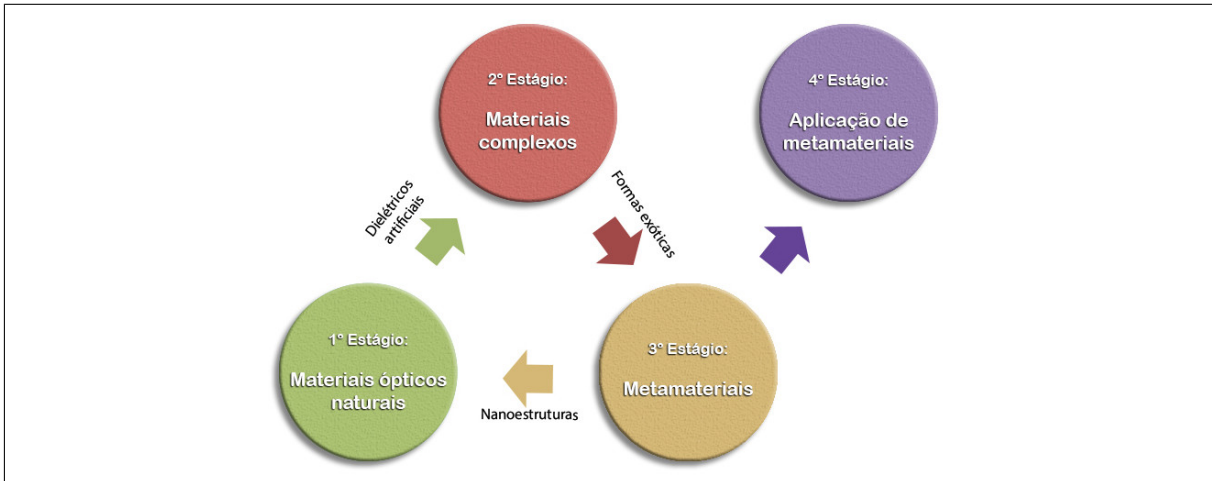 2º Estágio:
Materiais
complexos
4º Estágio:
Aplicação de
metamateriais
Dielétricos
artificiais
Formas exóticas
1º Estágio:
Materiais ópticos
naturais
3º Estágio:
Metamateriais
Nanoestruturas